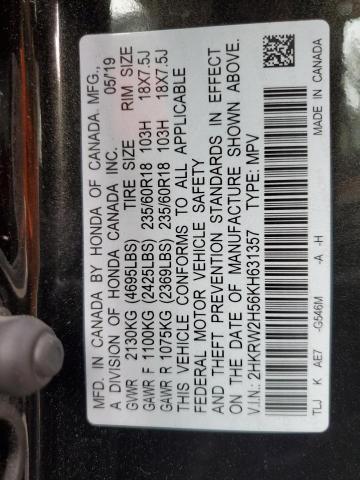 MFD. IN CANADA BY HONDA OF CANADA MFG.,
A DIVISION OF HONDA CANADA INC. 05/19
GVWR 2130KG (4695LBS) TIRE SIZE RIM SIZE
GAWR F 1100KG (2425LBS) 235/60R18 103H 18X7.5J
GAWR R 1075KG (2369LBS) 235/60R18 103H 18X7.5J
THIS VEHICLE CONFORMS TO ALL APPLICABLE
FEDERAL MOTOR VEHICLE SAFETY
AND THEFT PREVENTION STANDARDS IN EFFECT
ON THE DATE OF MANUFACTURE SHOWN ABOVE.
V.I.N.: 2HKRW2H56KH631357 TYPE: MPV
TLJ K AE7 -G546M -A -H MADE IN CANADA